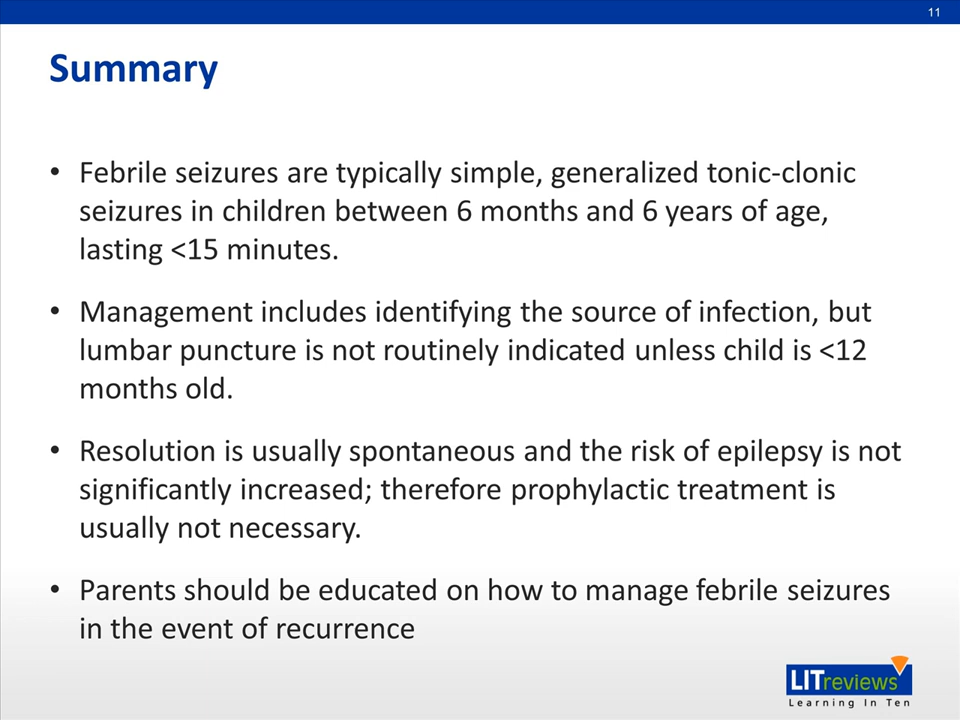 11
Summary
• Febrile seizures are typically simple, generalized tonic-clonic
seizures in children between 6 months and 6 years of age,
lasting <15 minutes.
• Management includes identifying the source of infection, but
lumbar puncture is not routinely indicated unless child is <12
months old.
• Resolution is usually spontaneous and the risk of epilepsy is not
significantly increased; therefore prophylactic treatment is
usually not necessary.
• Parents should be educated on how to manage febrile seizures
in the event of recurrence
LITreviews
Learning In Ten